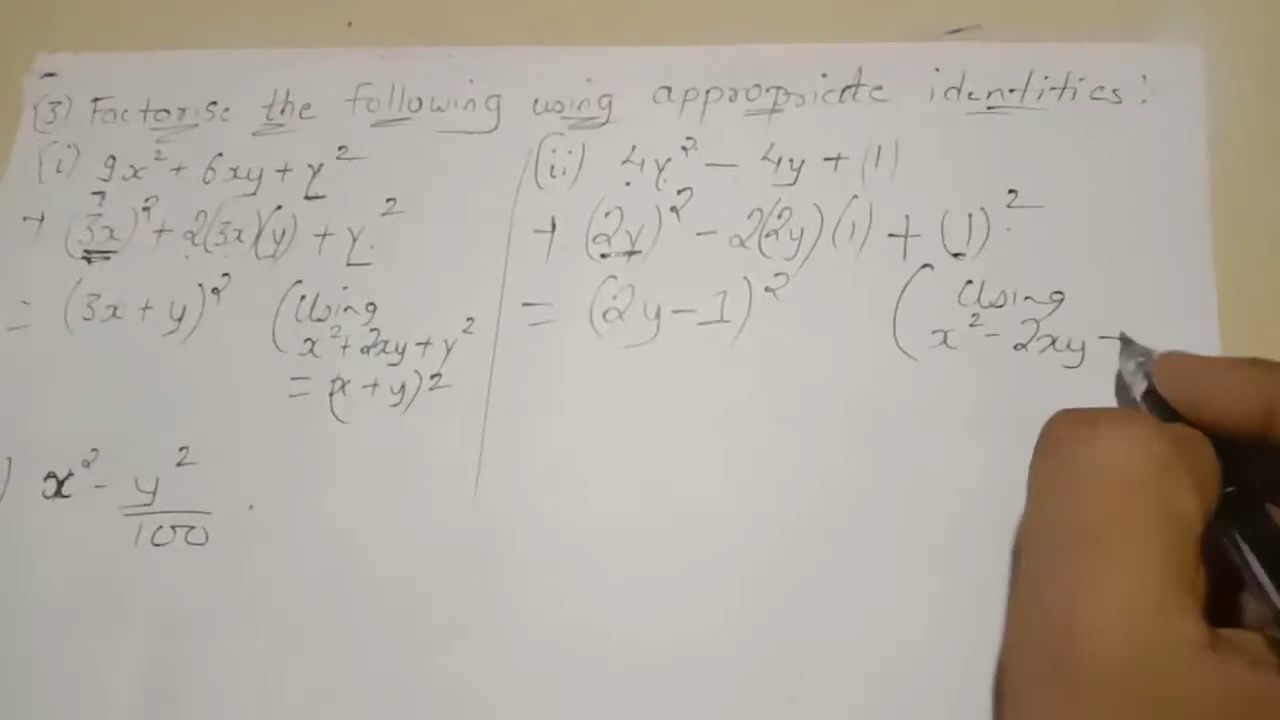 (3) Factorise the following using appropriate identities:
(i) 9x² + 6xy + y²
→ (3x)² + 2(3x)(y) + y²
= (3x + y)² (Using
x² + 2xy + y²
= (x + y)²
(ii) 4y² - 4y + (1)
→ (2y)² - 2(2y)(1) + (1)²
= (2y - 1)² (Using
x² - 2xy +
) x² - y²/100